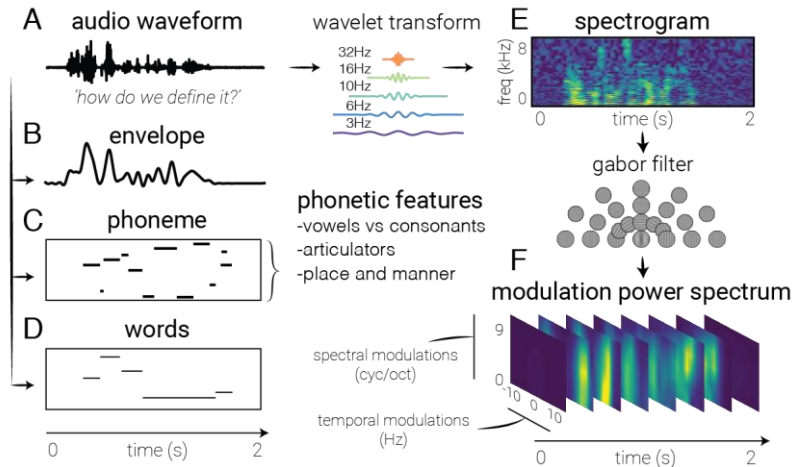 A
audio waveform
'how do we define it?'
B
envelope
C
phoneme
D
words
0
time (s)
2
wavelet transform
32Hz
16Hz
10Hz
6Hz
3Hz
phonetic features
-vowels vs consonants
-articulators
-place and manner
E
spectrogram
freq (kHz)
8
0
0
time (s)
2
gabor filter
F
modulation power spectrum
spectral modulations
(cyc/oct)
9
0
temporal modulations
(Hz)
-10
0
10
0
time (s)
2